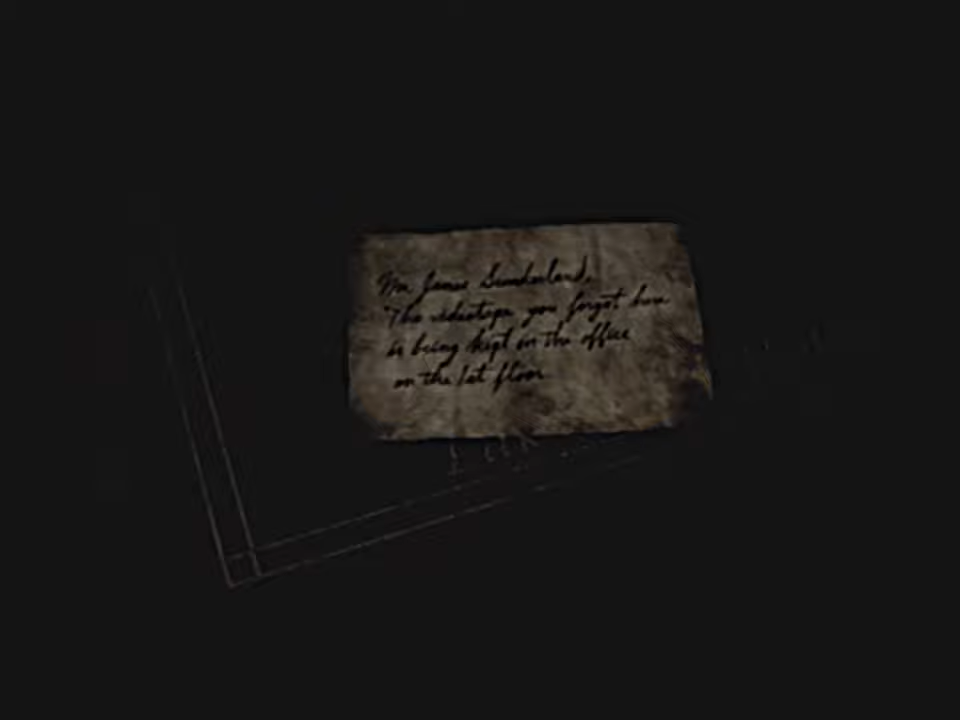 Mr. James Sunderland,
The videotape you forgot here
is being kept in the office
on the 1st floor.